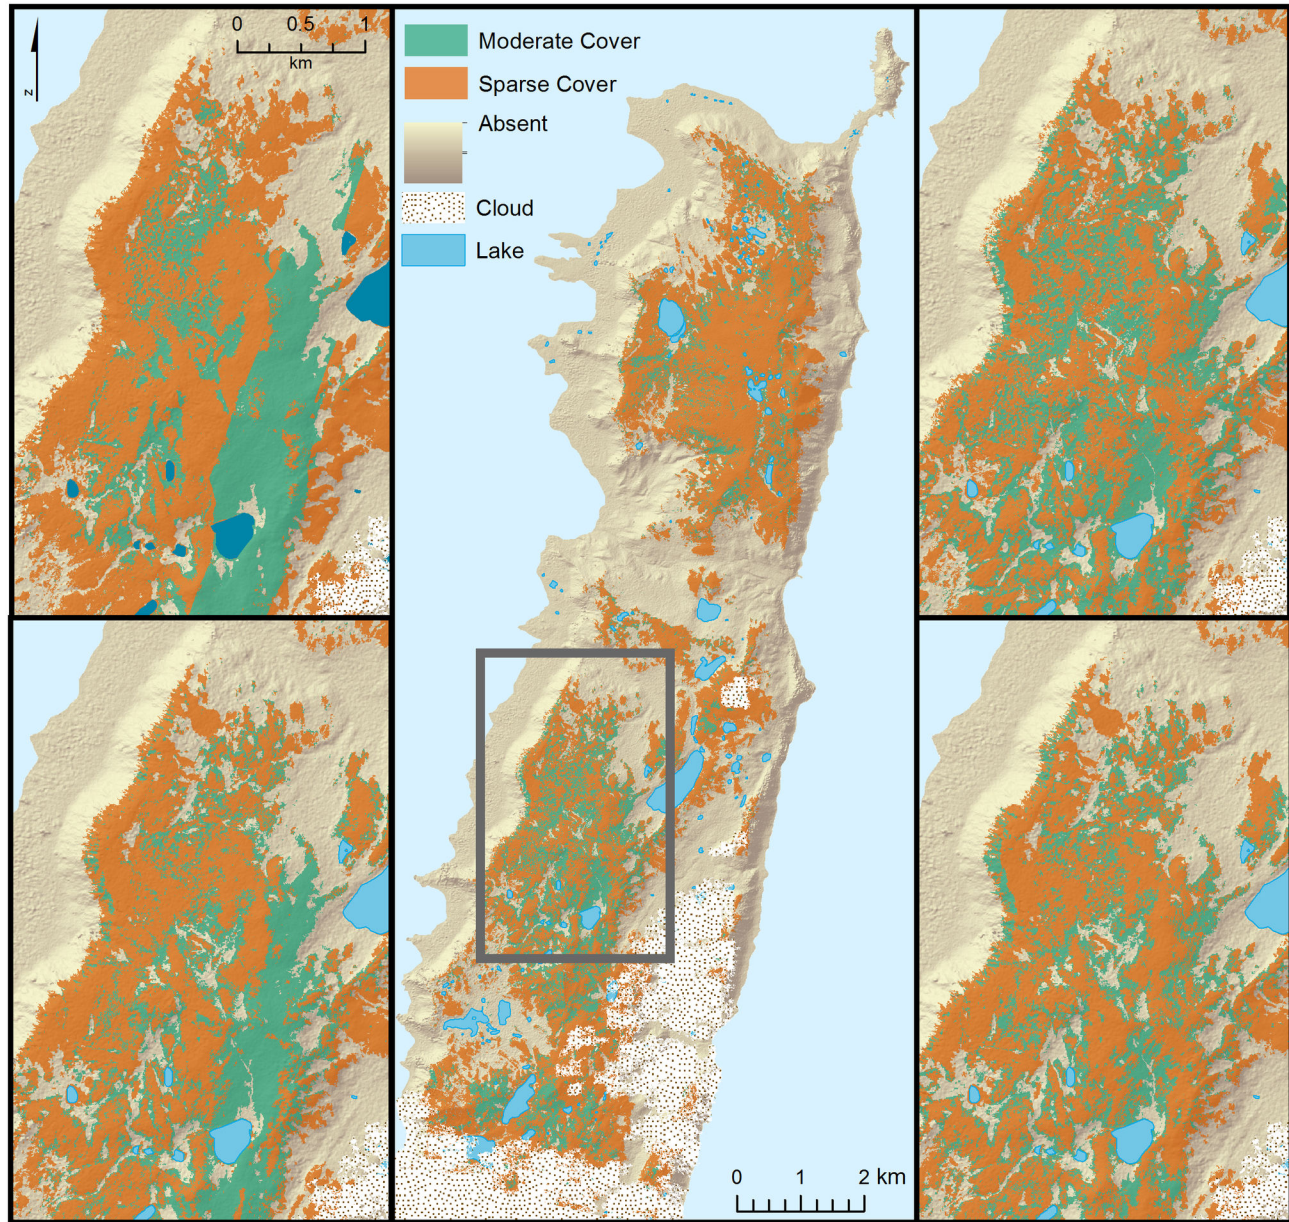 0 0.5 1
km
N
Moderate Cover
Sparse Cover
Absent
Cloud
Lake
0 1 2 km